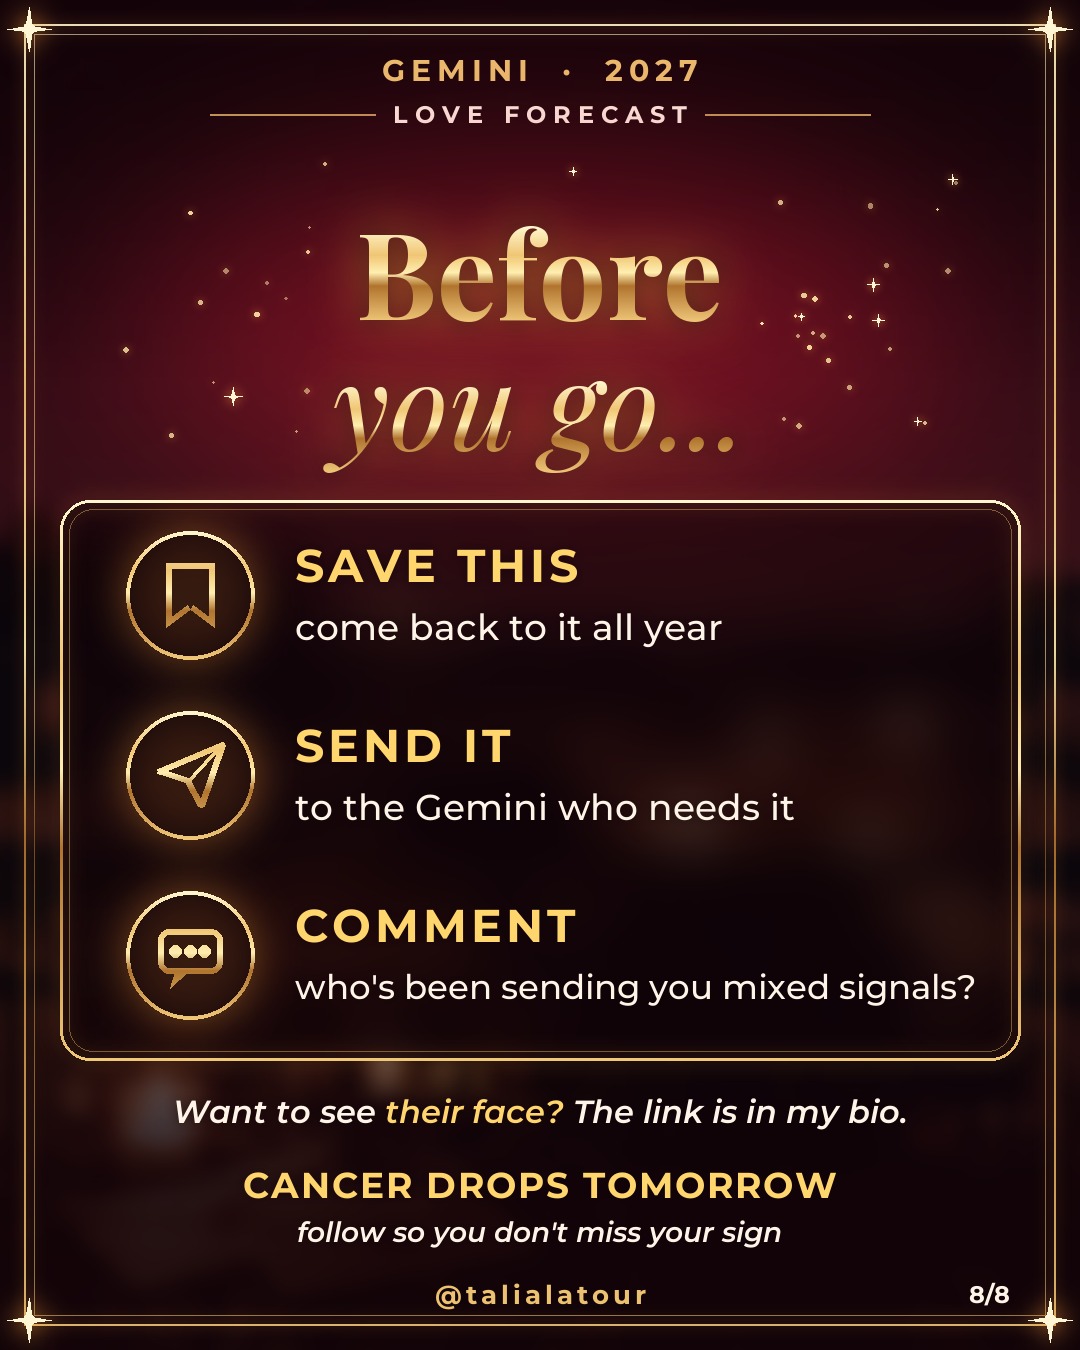 GEMINI · 2027
LOVE FORECAST
Before
you go...
SAVE THIS
come back to it all year
SEND IT
to the Gemini who needs it
COMMENT
who's been sending you mixed signals?
Want to see their face? The link is in my bio.
CANCER DROPS TOMORROW
follow so you don't miss your sign
@talialatour
8/8